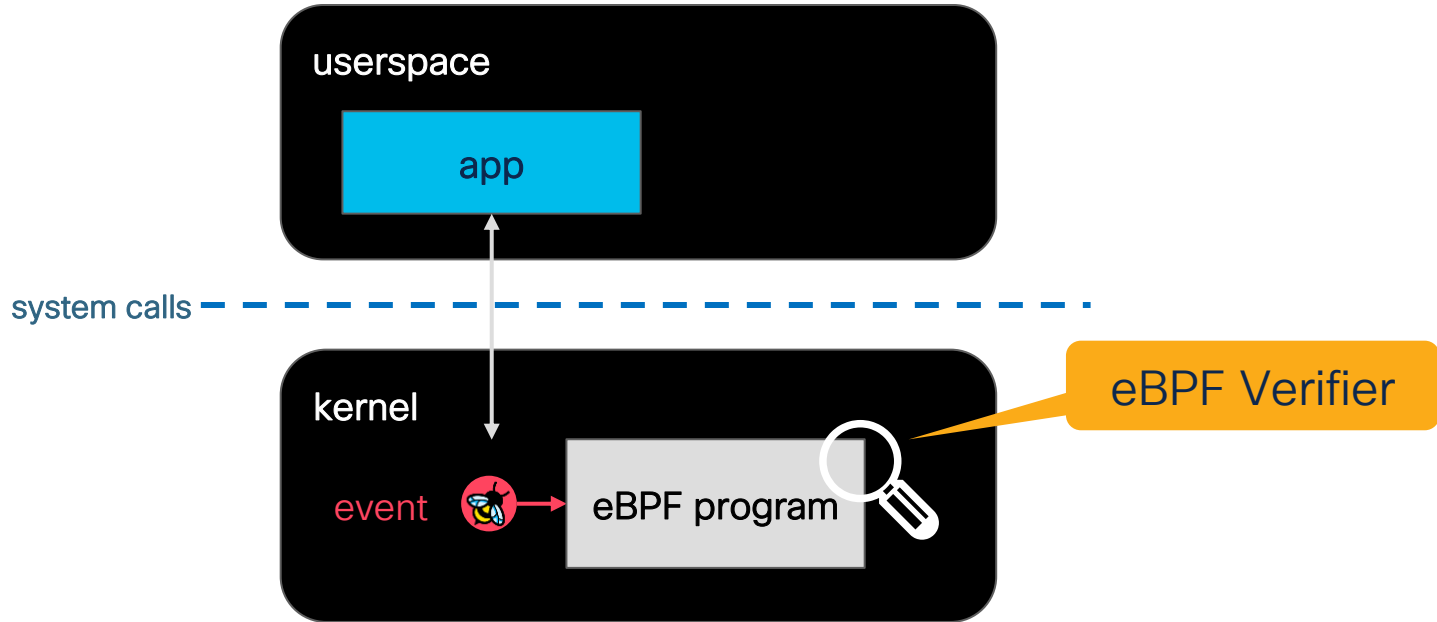 userspace
app
system calls
eBPF Verifier
kernel
event
eBPF program